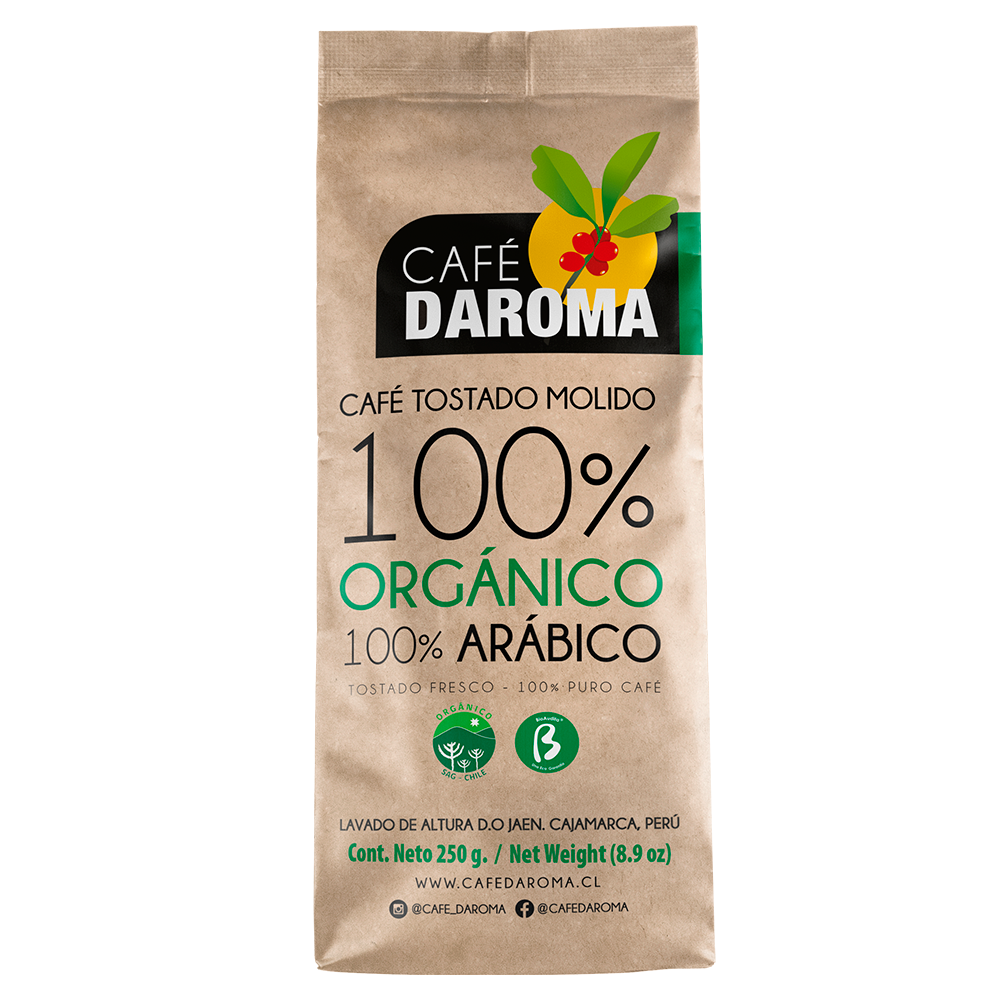 CAFÉ
DAROMA
CAFÉ TOSTADO MOLIDO
100%
ORGÁNICO
100% ARÁBICO
TOSTADO FRESCO - 100% PURO CAFÉ
ORGÁNICO
SAG - CHILE
BioAudita®
B
LAVADO DE ALTURA D.O JAEN. CAJAMARCA, PERÚ
Cont. Neto 250 g. / Net Weight (8.9 oz)
WWW.CAFEDAROMA.CL
@CAFE_DAROMA @CAFEDAROMA